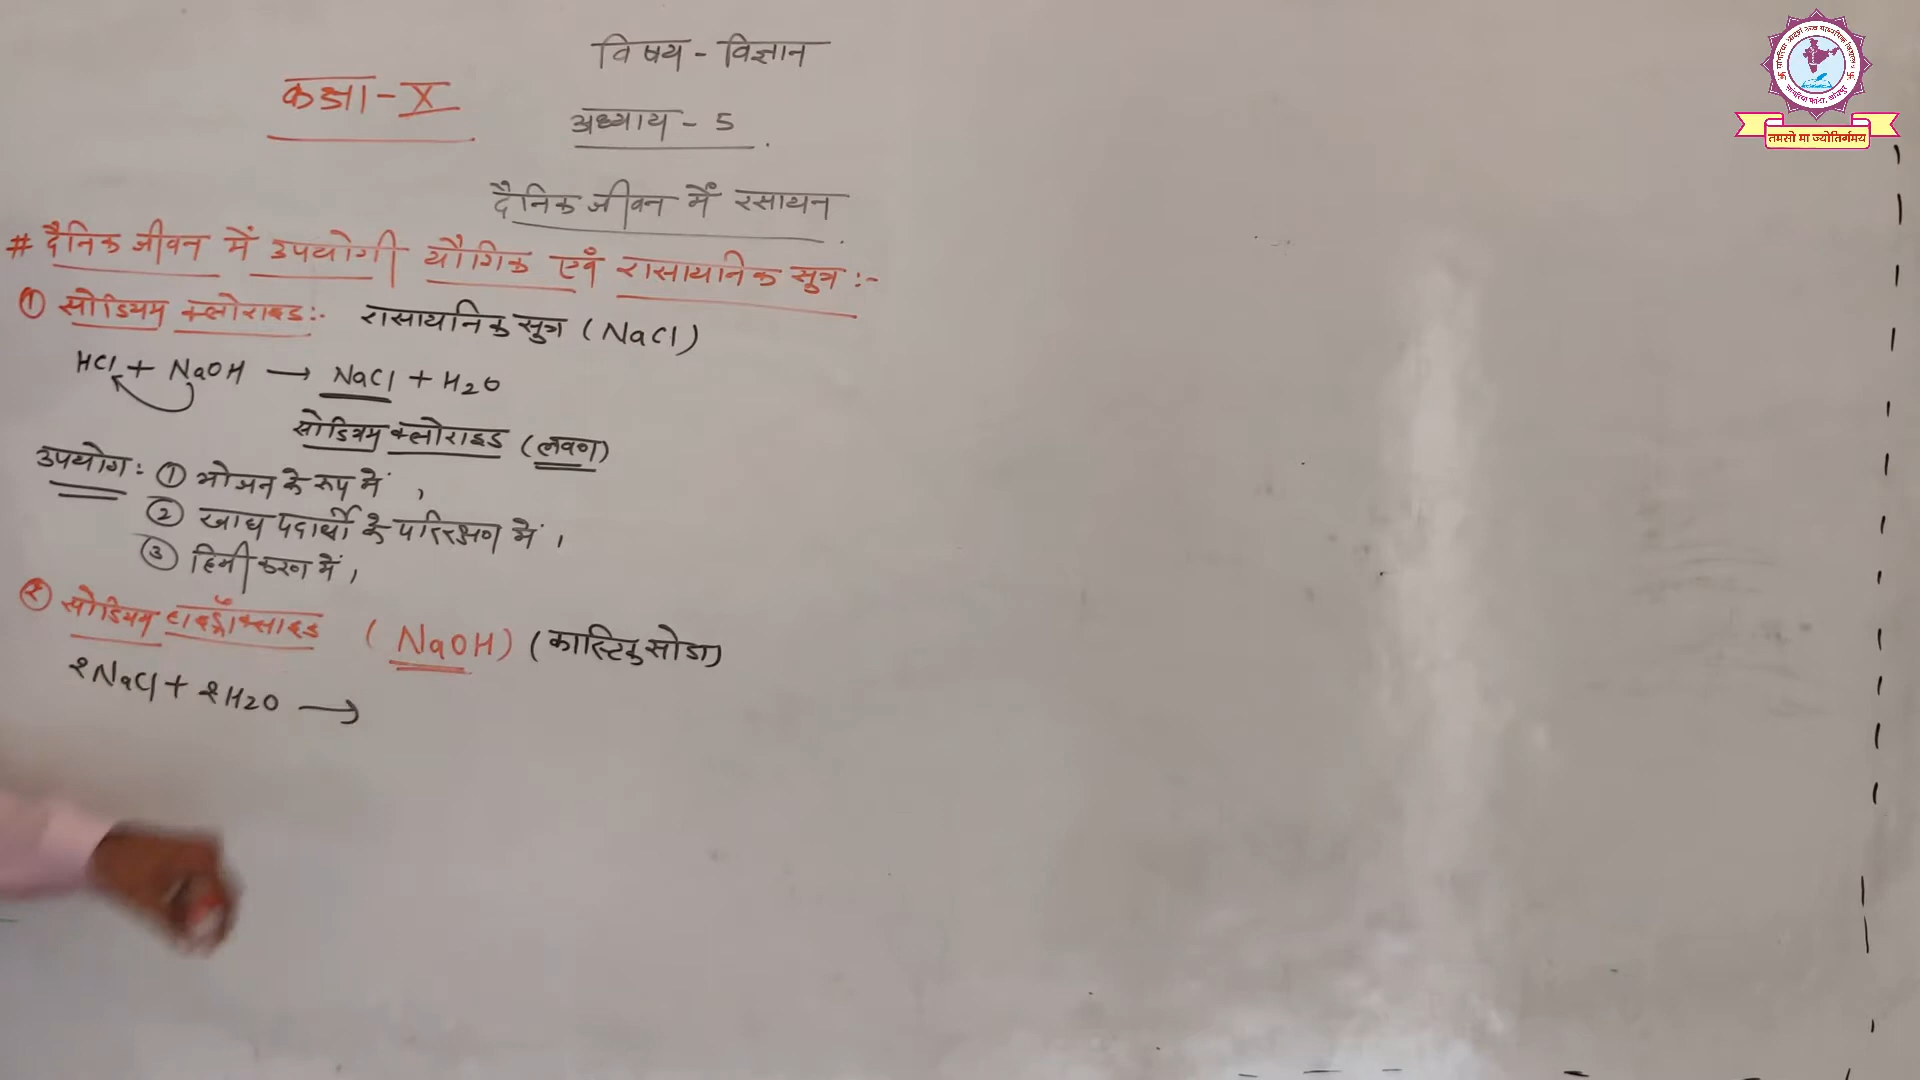 विषय - विज्ञान
कक्षा - X
अध्याय - 5
दैनिक जीवन में रसायन
# दैनिक जीवन में उपयोगी यौगिक एवं रासायनिक सुत्र :-
① सोडियम क्लोराइड :- रासायनिक सुत्र (NaCl)
HCl + NaOH → NaCl + H2O
सोडियम क्लोराइड (लवण)
उपयोग : ① भोजन के रूप में ,
② खाद्य पदार्थो के परिरक्षण में ,
③ हिमीकरण में ,
② सोडियम हाइड्रॉक्साइड (NaOH) (कास्टिक सोडा)
2NaCl + 2H2O →
तमसो मा ज्योतिर्गमय